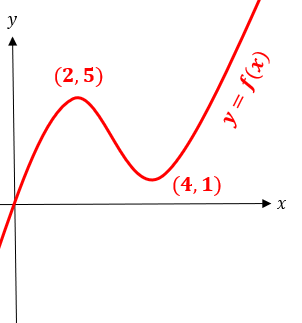 y
(2, 5)
y = f(x)
(4, 1)
x